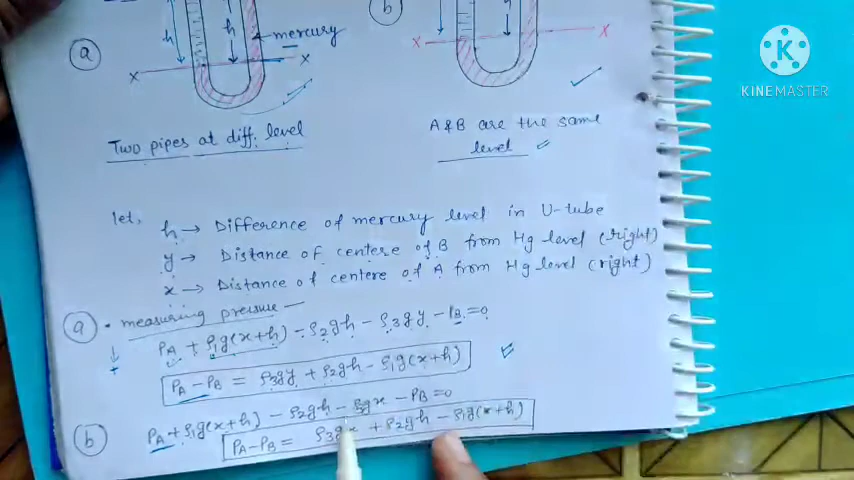 b
h
h
mercury
a
X
X
X
X
K
KINEMASTER
Two pipes at diff. level
A & B are the same
level
let,
h → Difference of mercury level in U-tube
y → Distance of centere of B from Hg level (right)
x → Distance of centere of A from Hg level (right)
a • measuring pressure —
PA + ρ1g(x+h) - ρ2gh - ρ3gy - PB = 0
PA - PB = ρ3gy + ρ2gh - ρ1g(x+h)
b PA + ρ1g(x+h) - ρ2gh - ρ3gx - PB = 0
PA - PB = ρ3gx + ρ2gh - ρ1g(x+h)